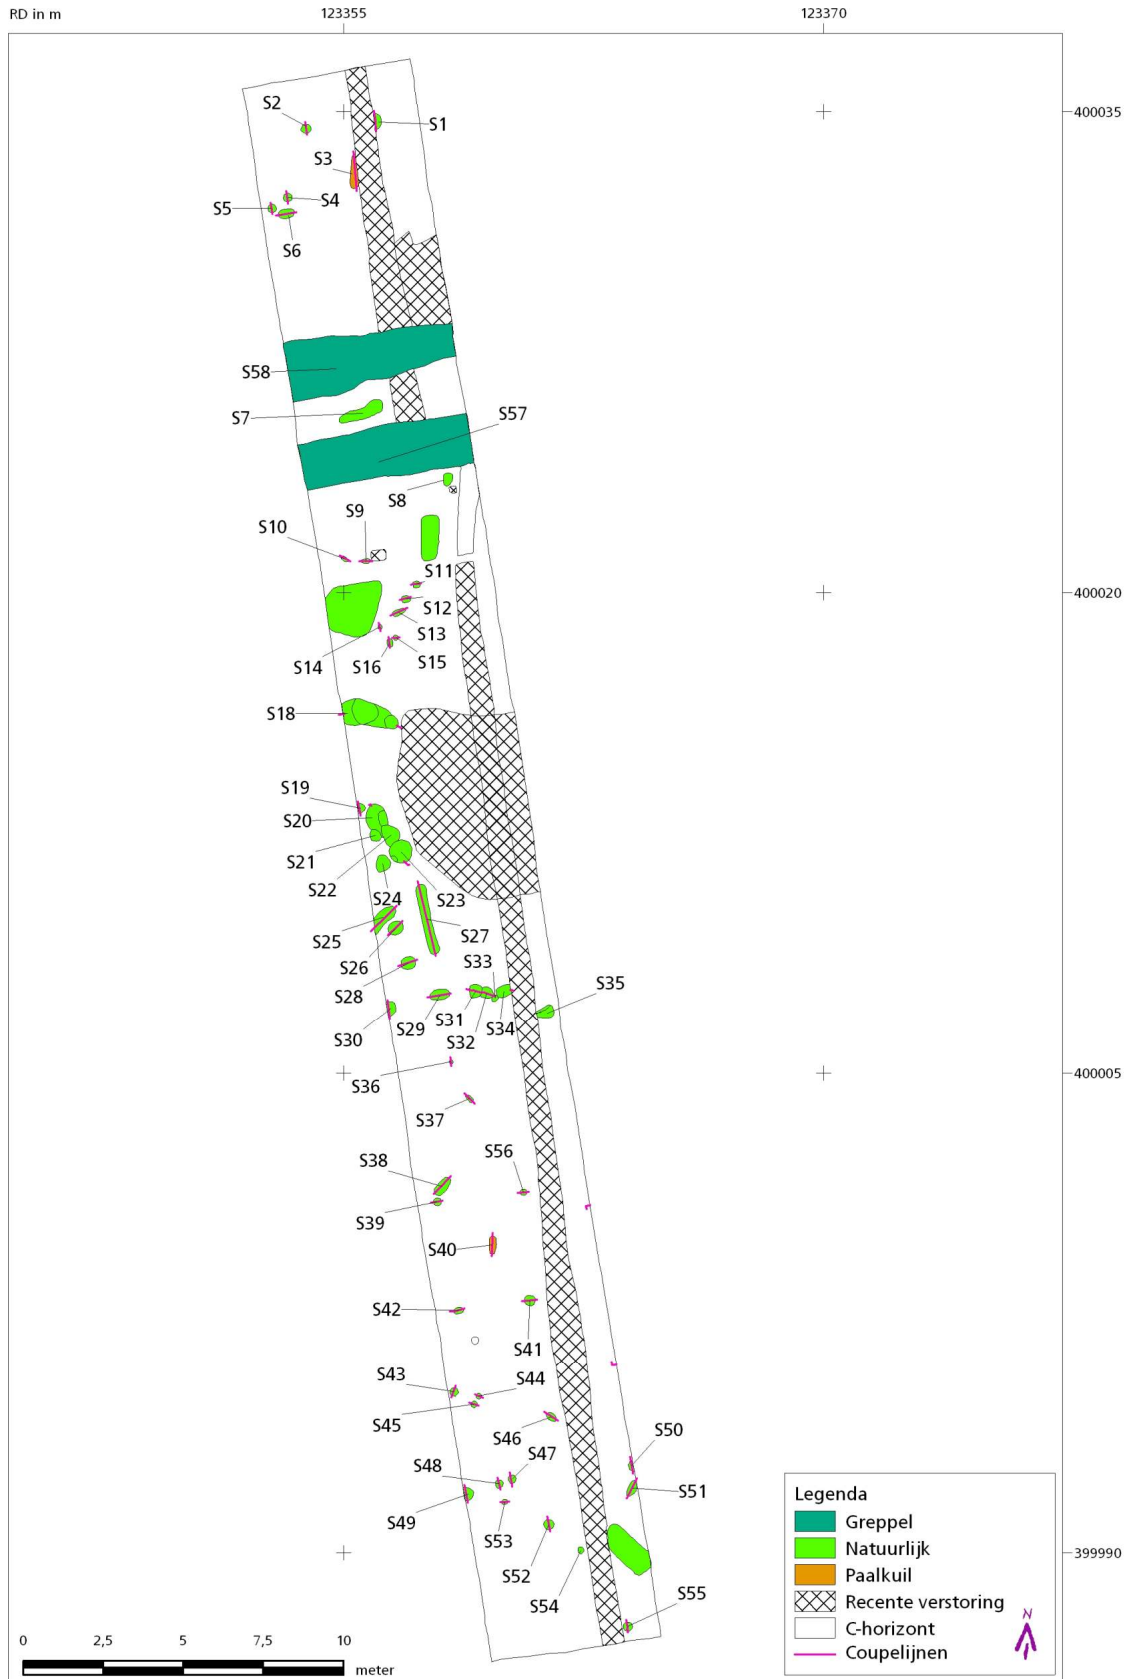 RD in m
123355
123370
S2
S1
400035
S3
S4
S5
S6
S58
S7
S57
S8
S9
S10
S11
400020
S12
S13
S14
S16
S15
S18
S19
S20
S21
S22
S24
S23
S25
S27
S26
S33
S28
S35
S29
S31
S34
S30
S32
S36
400005
S37
S56
S38
S39
S40
S42
S41
S43
S44
S45
S46
S50
S47
S48
S51
S49
S53
S52
399990
S54
S55
Legenda
Greppel
Natuurlijk
Paalkuil
Recente verstoring
C-horizont
Coupelijnen
N
0 2,5 5 7,5 10
meter